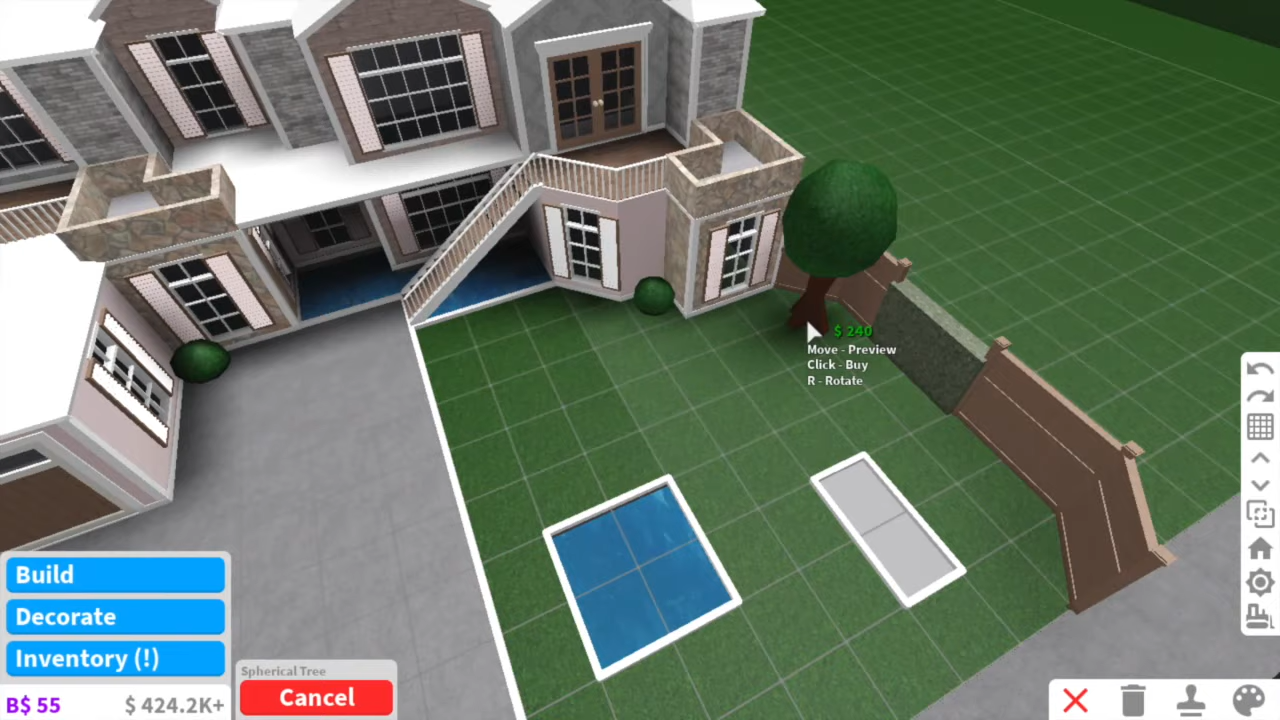 $ 240
Move - Preview
Click - Buy
R - Rotate
Build
Decorate
Inventory (!)
B$ 55
$ 424.2K+
Spherical Tree
Cancel